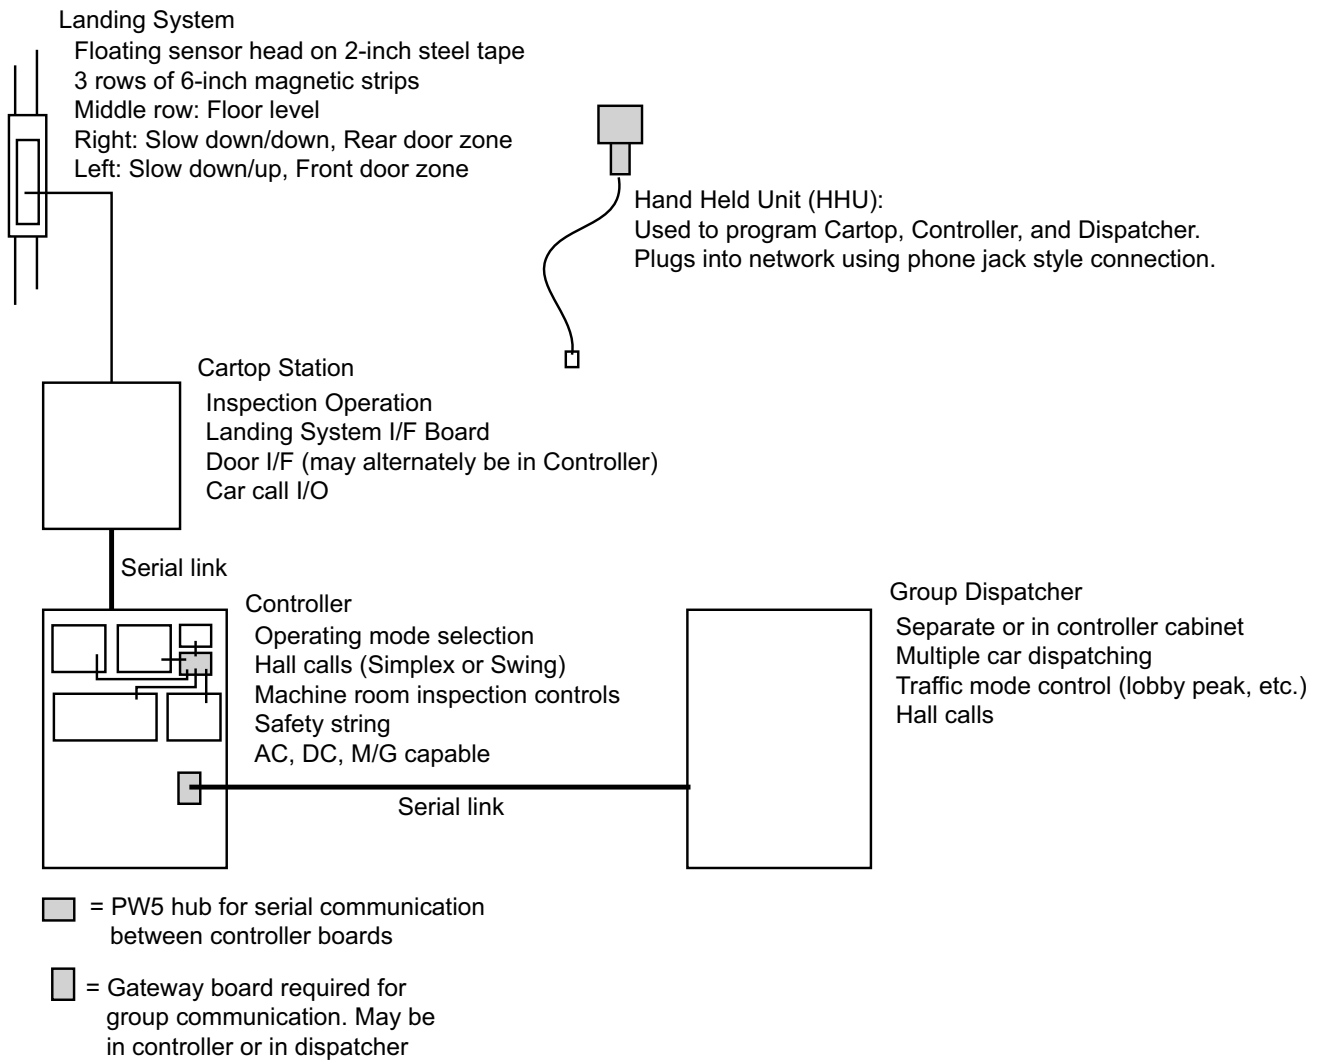 Landing System
Floating sensor head on 2-inch steel tape
3 rows of 6-inch magnetic strips
Middle row: Floor level
Right: Slow down/down, Rear door zone
Left: Slow down/up, Front door zone
Hand Held Unit (HHU):
Used to program Cartop, Controller, and Dispatcher.
Plugs into network using phone jack style connection.
Cartop Station
Inspection Operation
Landing System I/F Board
Door I/F (may alternately be in Controller)
Car call I/O
Serial link
Controller
Operating mode selection
Hall calls (Simplex or Swing)
Machine room inspection controls
Safety string
AC, DC, M/G capable
Serial link
Group Dispatcher
Separate or in controller cabinet
Multiple car dispatching
Traffic mode control (lobby peak, etc.)
Hall calls
= PW5 hub for serial communication
between controller boards
= Gateway board required for
group communication. May be
in controller or in dispatcher